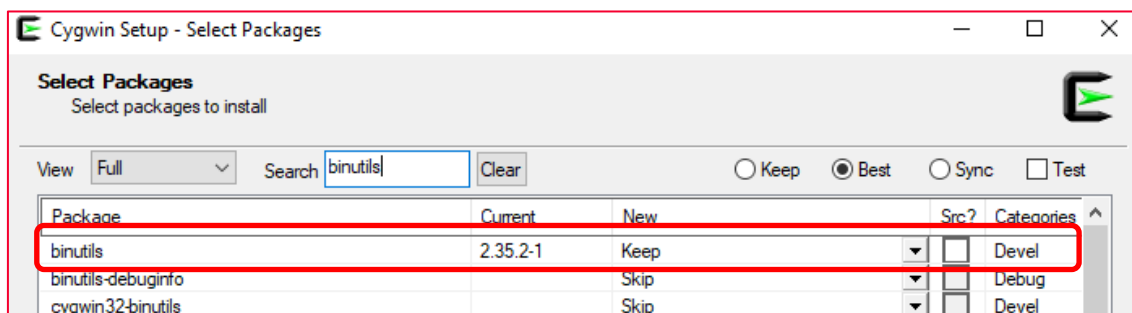 Cygwin Setup - Select Packages
Select Packages
Select packages to install
View Full Search binutils Clear Keep Best Sync Test
Package Current New Src? Categories
binutils 2.35.2-1 Keep Devel
binutils-debuginfo Skip Debug
cygwin32-binutils Skip Devel